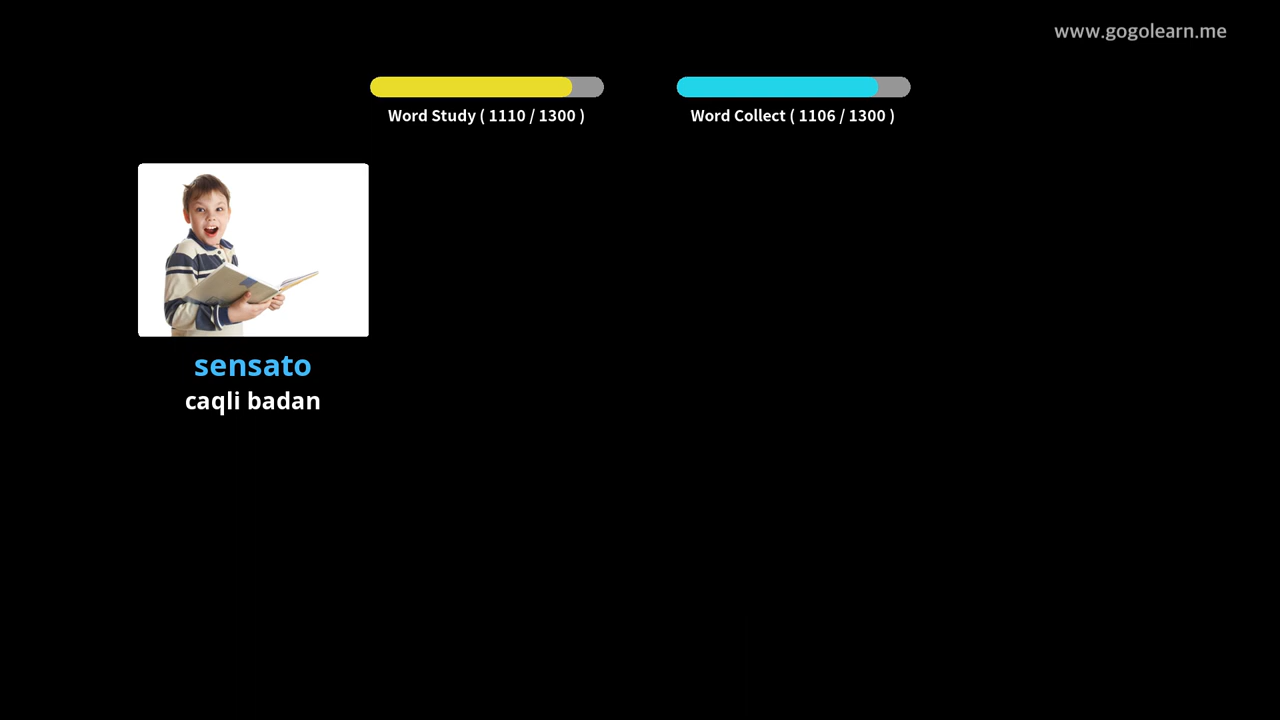 www.gogolearn.me
Word Study ( 1110 / 1300 )
Word Collect ( 1106 / 1300 )
sensato
caqli badan